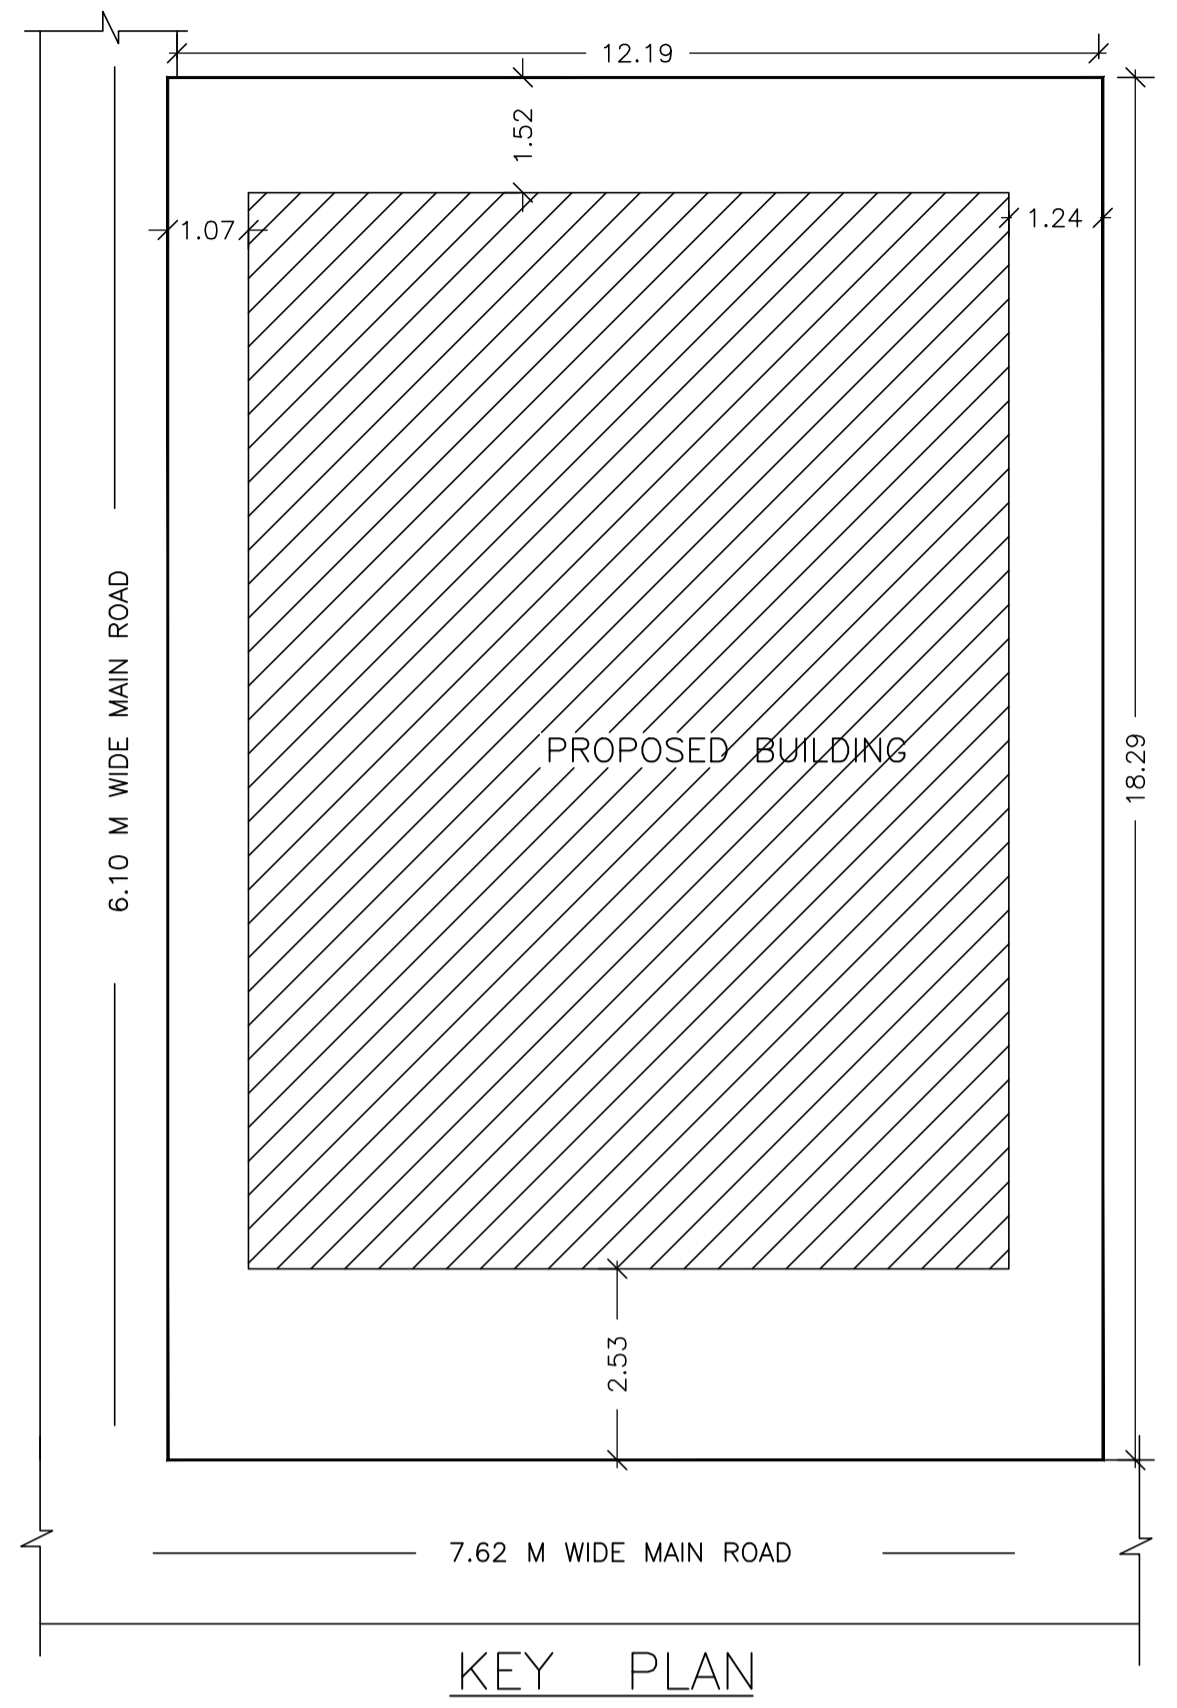 12.19
1.52
1.07
1.24
6.10 M WIDE MAIN ROAD
PROPOSED BUILDING
18.29
2.53
7.62 M WIDE MAIN ROAD
KEY PLAN